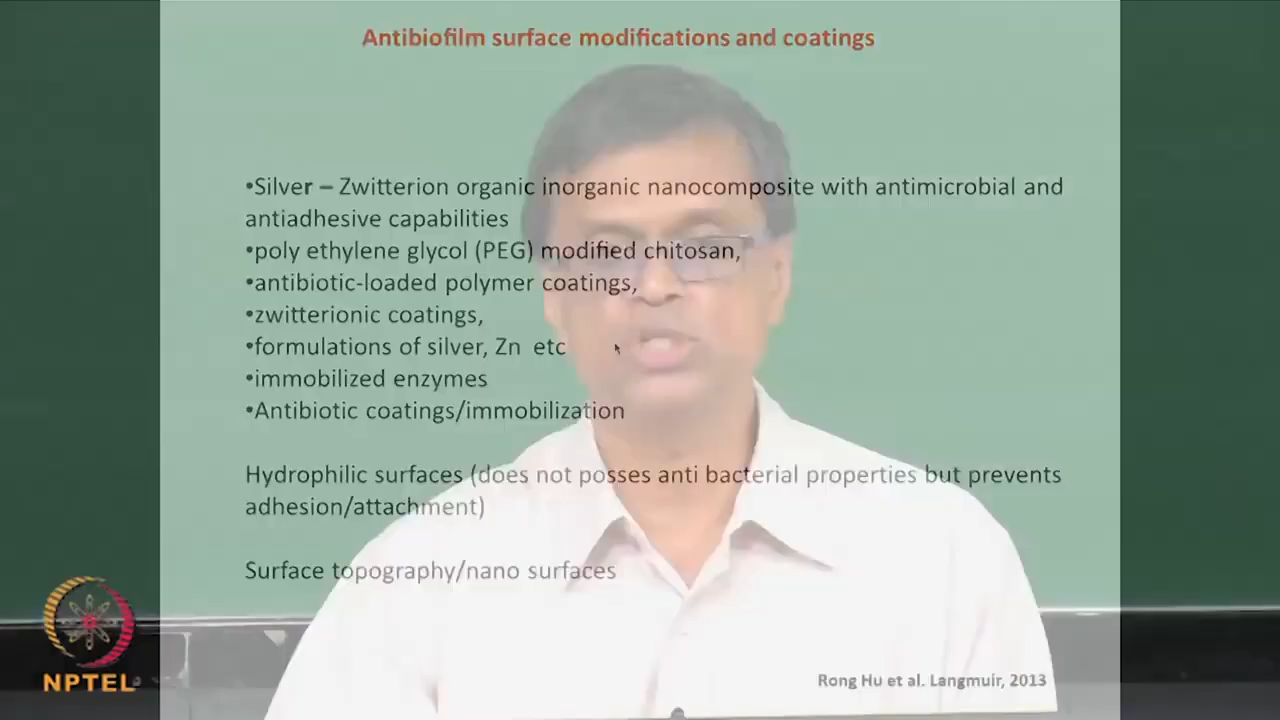 Antibiofilm surface modifications and coatings
•Silver – Zwitterion organic inorganic nanocomposite with antimicrobial and
antiadhesive capabilities
•poly ethylene glycol (PEG) modified chitosan,
•antibiotic-loaded polymer coatings,
•zwitterionic coatings,
•formulations of silver, Zn etc
•immobilized enzymes
•Antibiotic coatings/immobilization
Hydrophilic surfaces (does not posses anti bacterial properties but prevents
adhesion/attachment)
Surface topography/nano surfaces
Rong Hu et al. Langmuir, 2013
NPTEL